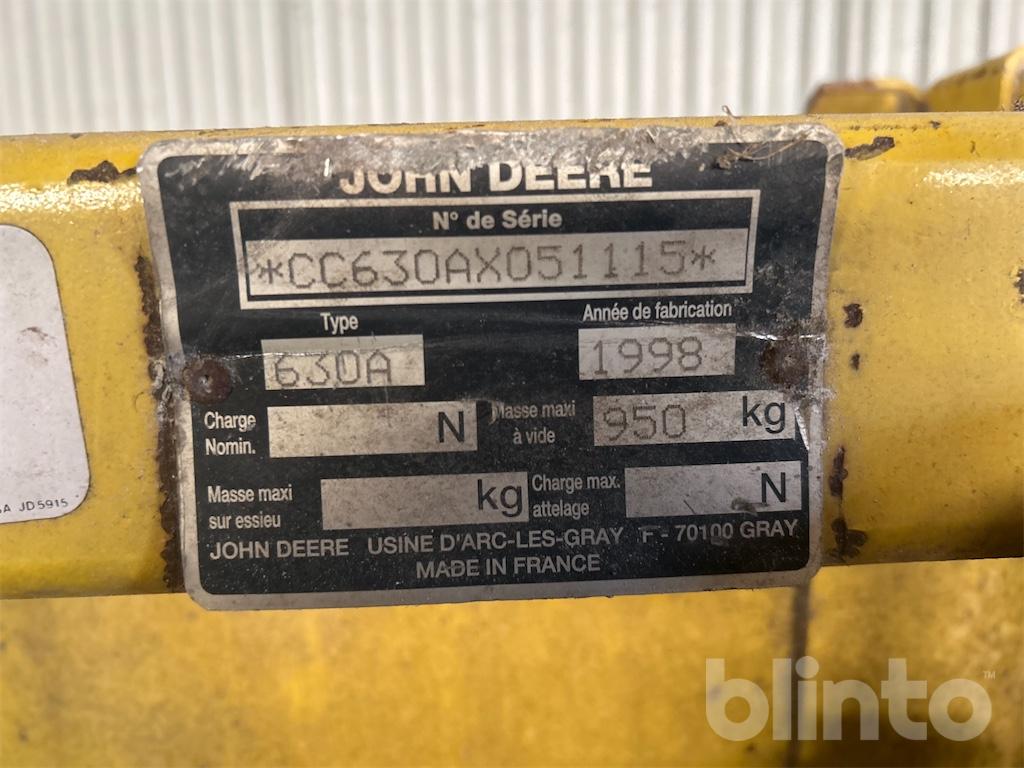 JOHN DEERE
N° de Série
*CC630AX051115*
Type
630A
Année de fabrication
1998
Charge
Nomin.
N
Masse maxi
à vide
950 kg
Masse maxi
sur essieu
kg
Charge max.
attelage
N
JOHN DEERE USINE D'ARC-LES-GRAY F - 70100 GRAY
MADE IN FRANCE
JD5915
blinto™